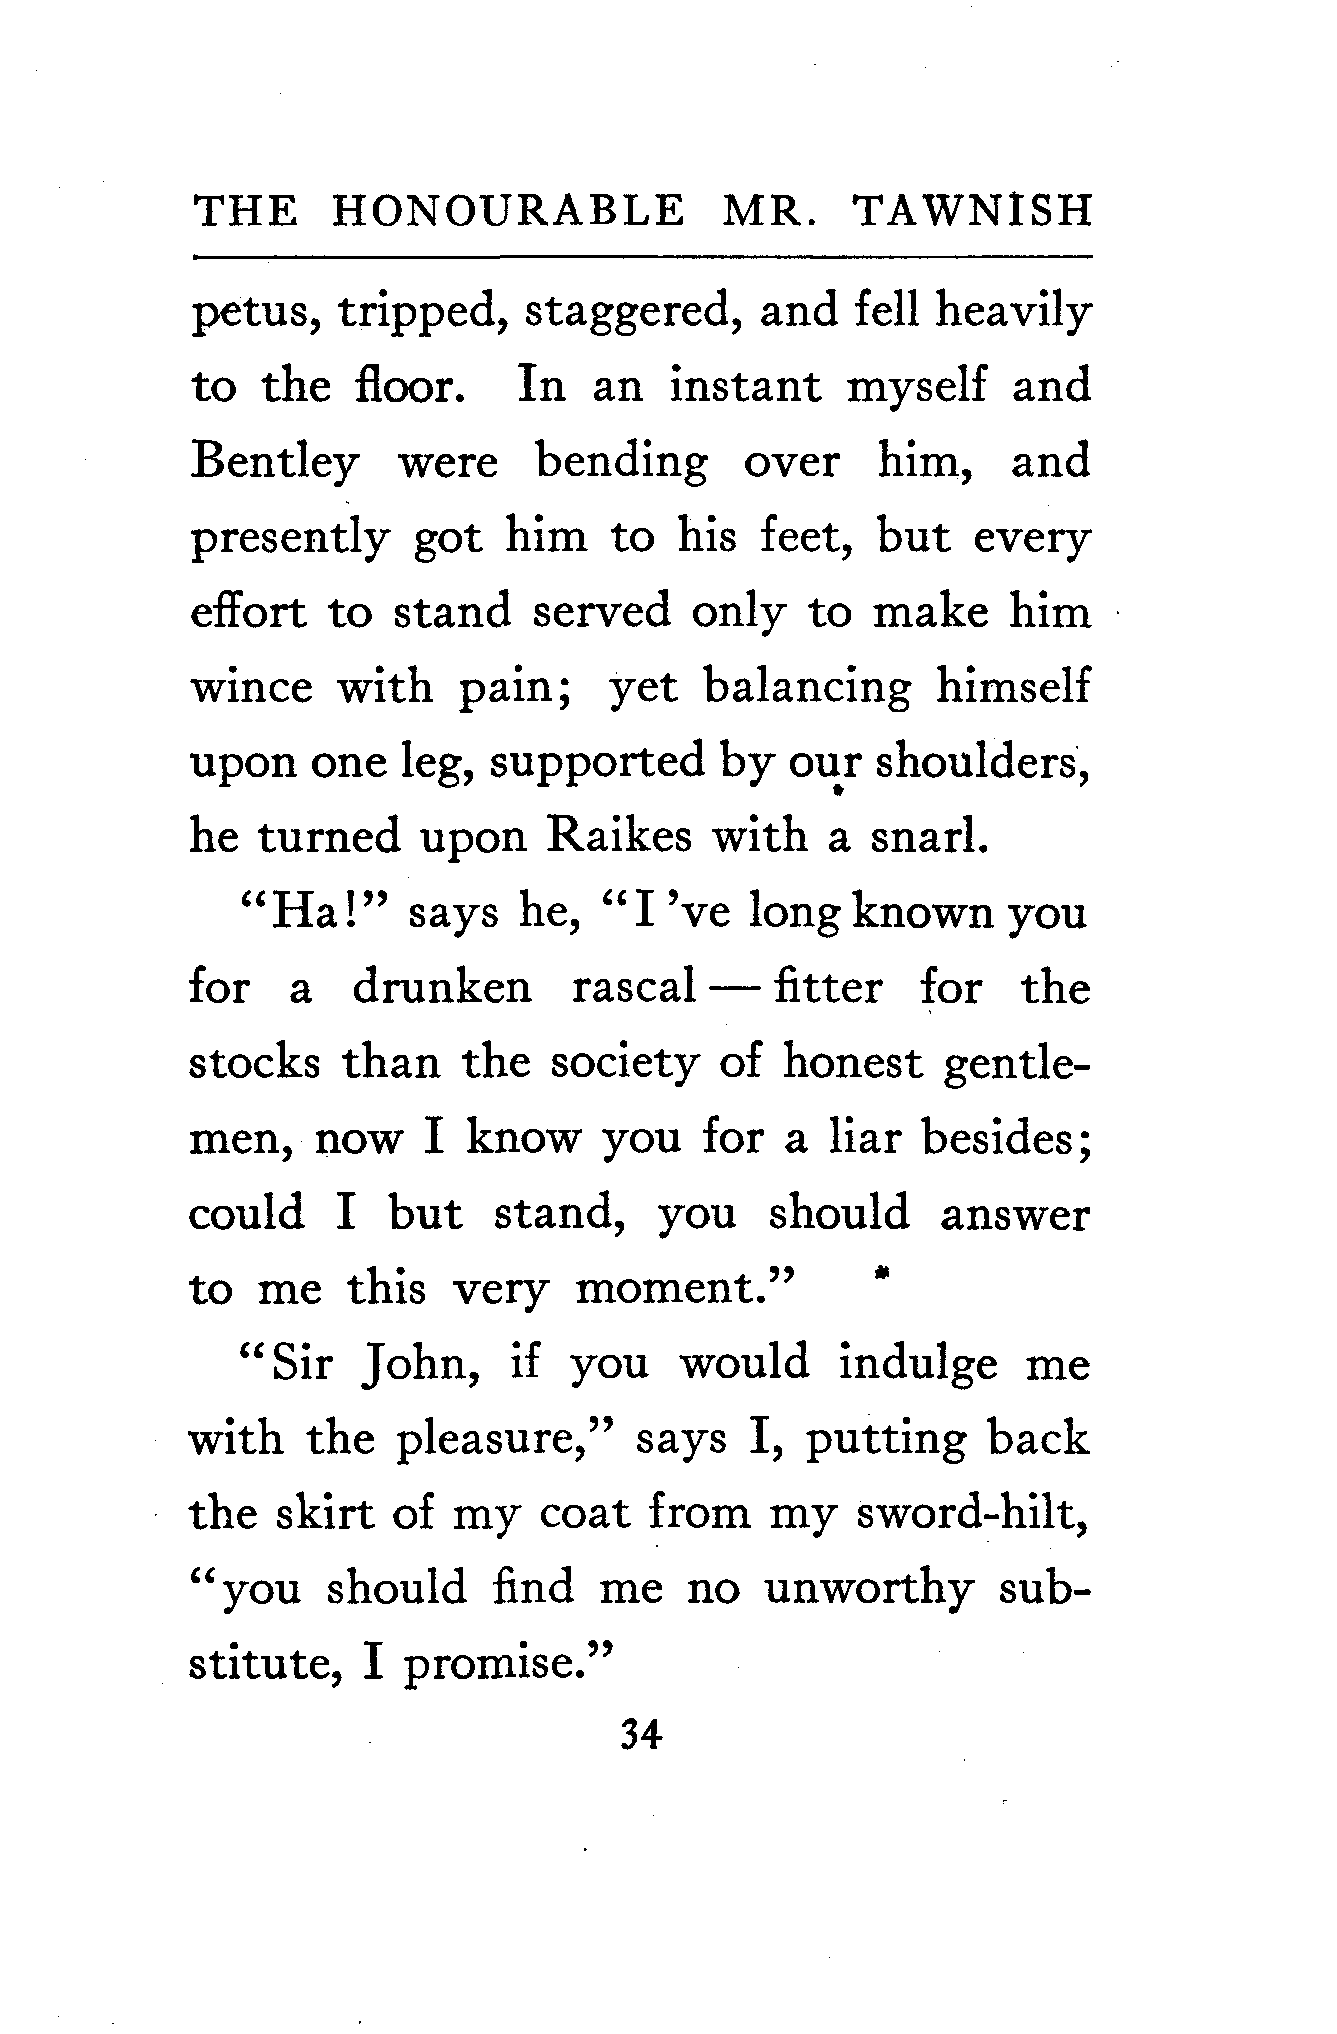 THE HONOURABLE MR. TAWNISH
petus, tripped, staggered, and fell heavily
to the floor. In an instant myself and
Bentley were bending over him, and
presently got him to his feet, but every
effort to stand served only to make him
wince with pain; yet balancing himself
upon one leg, supported by our shoulders,
he turned upon Raikes with a snarl.
“Ha!” says he, “I ’ve long known you
for a drunken rascal — fitter for the
stocks than the society of honest gentle-
men, now I know you for a liar besides;
could I but stand, you should answer
to me this very moment.”
“Sir John, if you would indulge me
with the pleasure,” says I, putting back
the skirt of my coat from my sword-hilt,
“you should find me no unworthy sub-
stitute, I promise.”
34